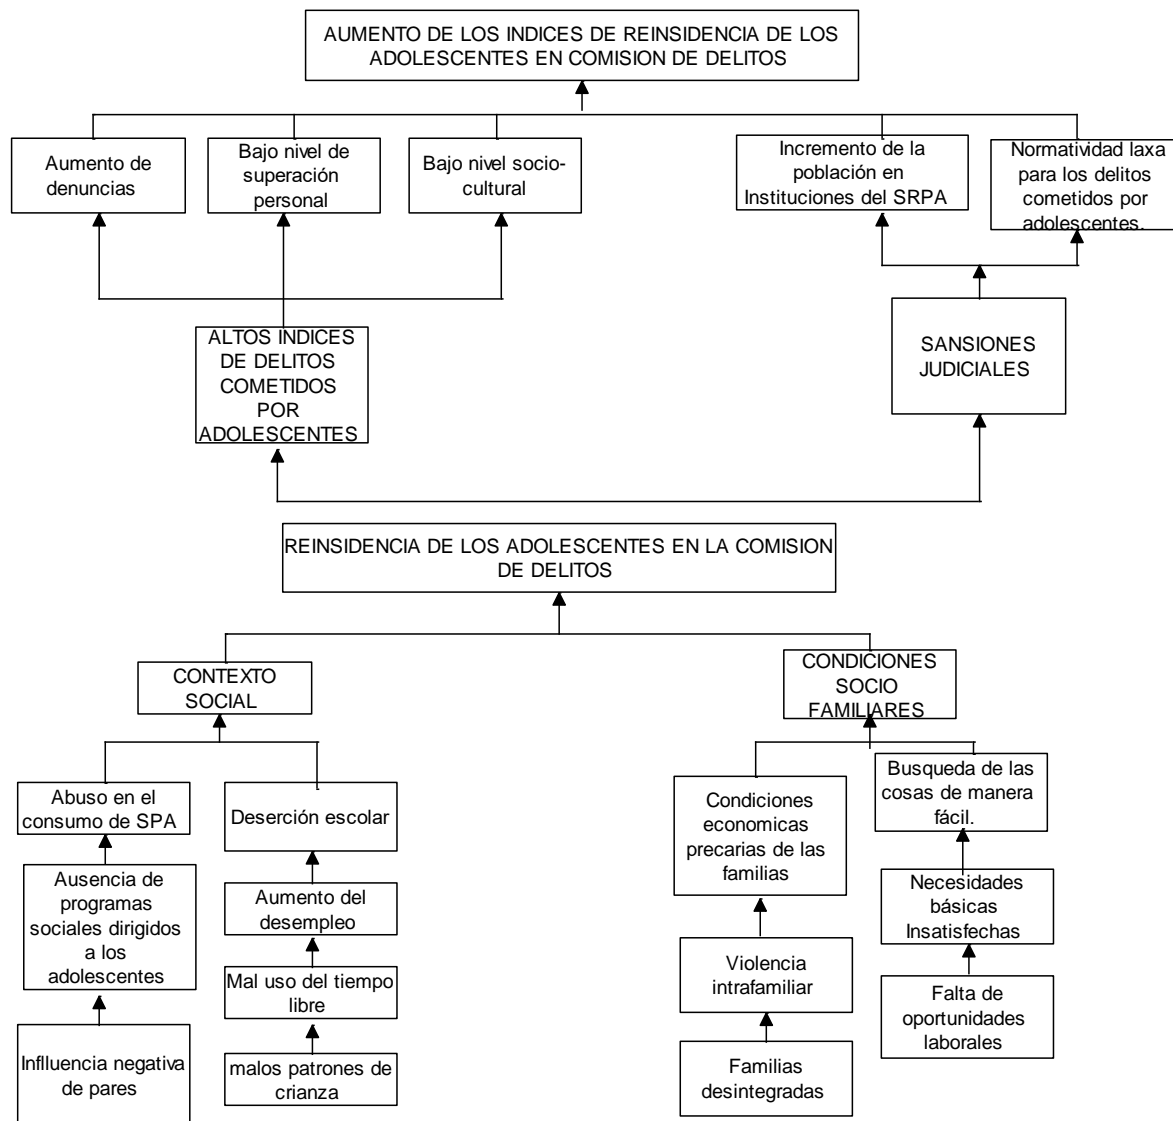 AUMENTO DE LOS INDICES DE REINSIDENCIA DE LOS
ADOLESCENTES EN COMISION DE DELITOS
Aumento de
denuncias
Bajo nivel de
superación
personal
Bajo nivel socio-
cultural
Incremento de la
población en
Instituciones del SRPA
Normatividad laxa
para los delitos
cometidos por
adolescentes.
ALTOS INDICES
DE DELITOS
COMETIDOS
POR
ADOLESCENTES
SANSIONES
JUDICIALES
REINSIDENCIA DE LOS ADOLESCENTES EN LA COMISION
DE DELITOS
CONTEXTO
SOCIAL
CONDICIONES
SOCIO
FAMILIARES
Abuso en el
consumo de SPA
Deserción escolar
Condiciones
economicas
precarias de las
familias
Busqueda de las
cosas de manera
fácil.
Ausencia de
programas
sociales dirigidos
a los
adolescentes
Aumento del
desempleo
Necesidades
básicas
Insatisfechas
Mal uso del tiempo
libre
Violencia
intrafamiliar
Falta de
oportunidades
laborales
Inflluencia negativa
de pares
malos patrones de
crianza
Familias
desintegradas